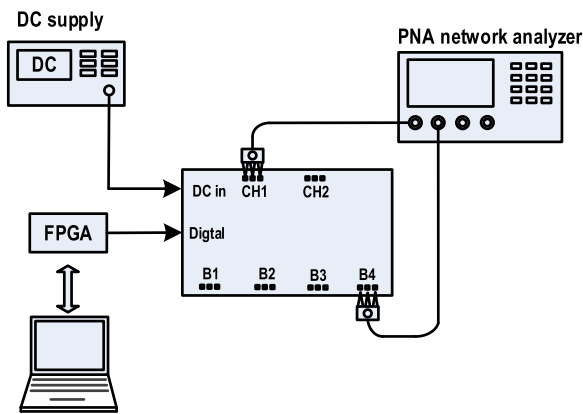 DC supply
DC
PNA network analyzer
DC in
CH1
CH2
FPGA
Digtal
B1
B2
B3
B4